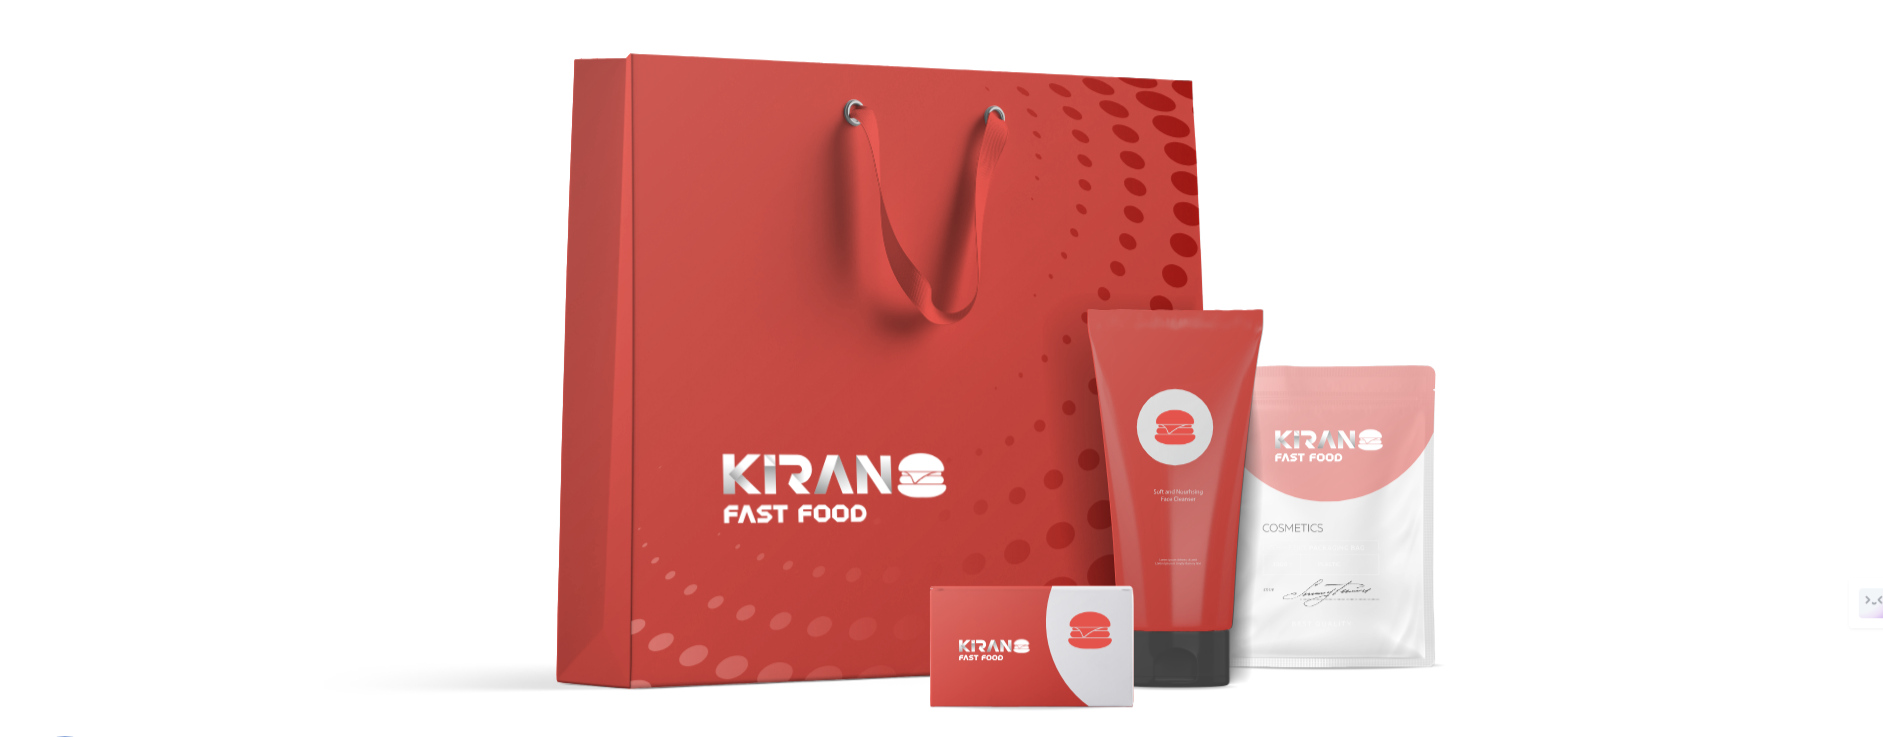 KIRAN
FAST FOOD
Soft and Nourishing
Face Cleanser
KIRAN
FAST FOOD
COSMETICS
KIRAN
FAST FOOD